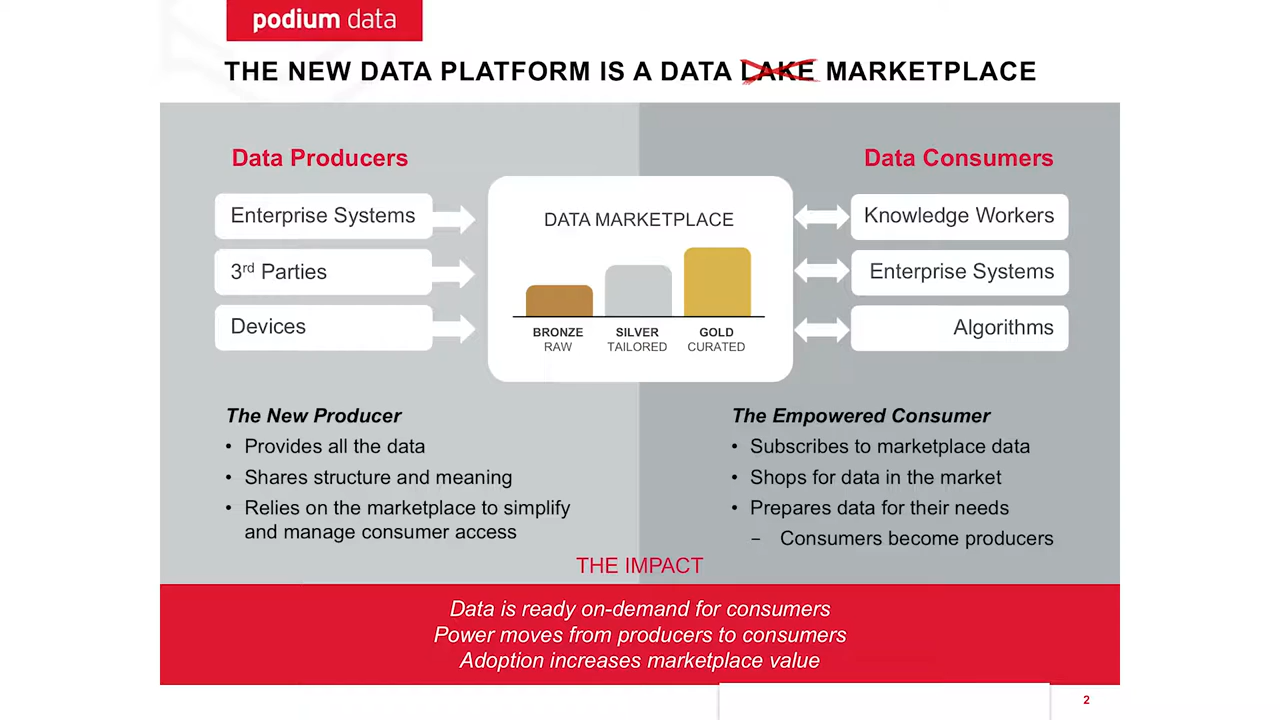 podium data
THE NEW DATA PLATFORM IS A DATA LAKE MARKETPLACE
Data Producers
Enterprise Systems
3rd Parties
Devices
DATA MARKETPLACE
BRONZE
RAW
SILVER
TAILORED
GOLD
CURATED
Data Consumers
Knowledge Workers
Enterprise Systems
Algorithms
The New Producer
• Provides all the data
• Shares structure and meaning
• Relies on the marketplace to simplify
and manage consumer access
The Empowered Consumer
• Subscribes to marketplace data
• Shops for data in the market
• Prepares data for their needs
– Consumers become producers
THE IMPACT
Data is ready on-demand for consumers
Power moves from producers to consumers
Adoption increases marketplace value
2